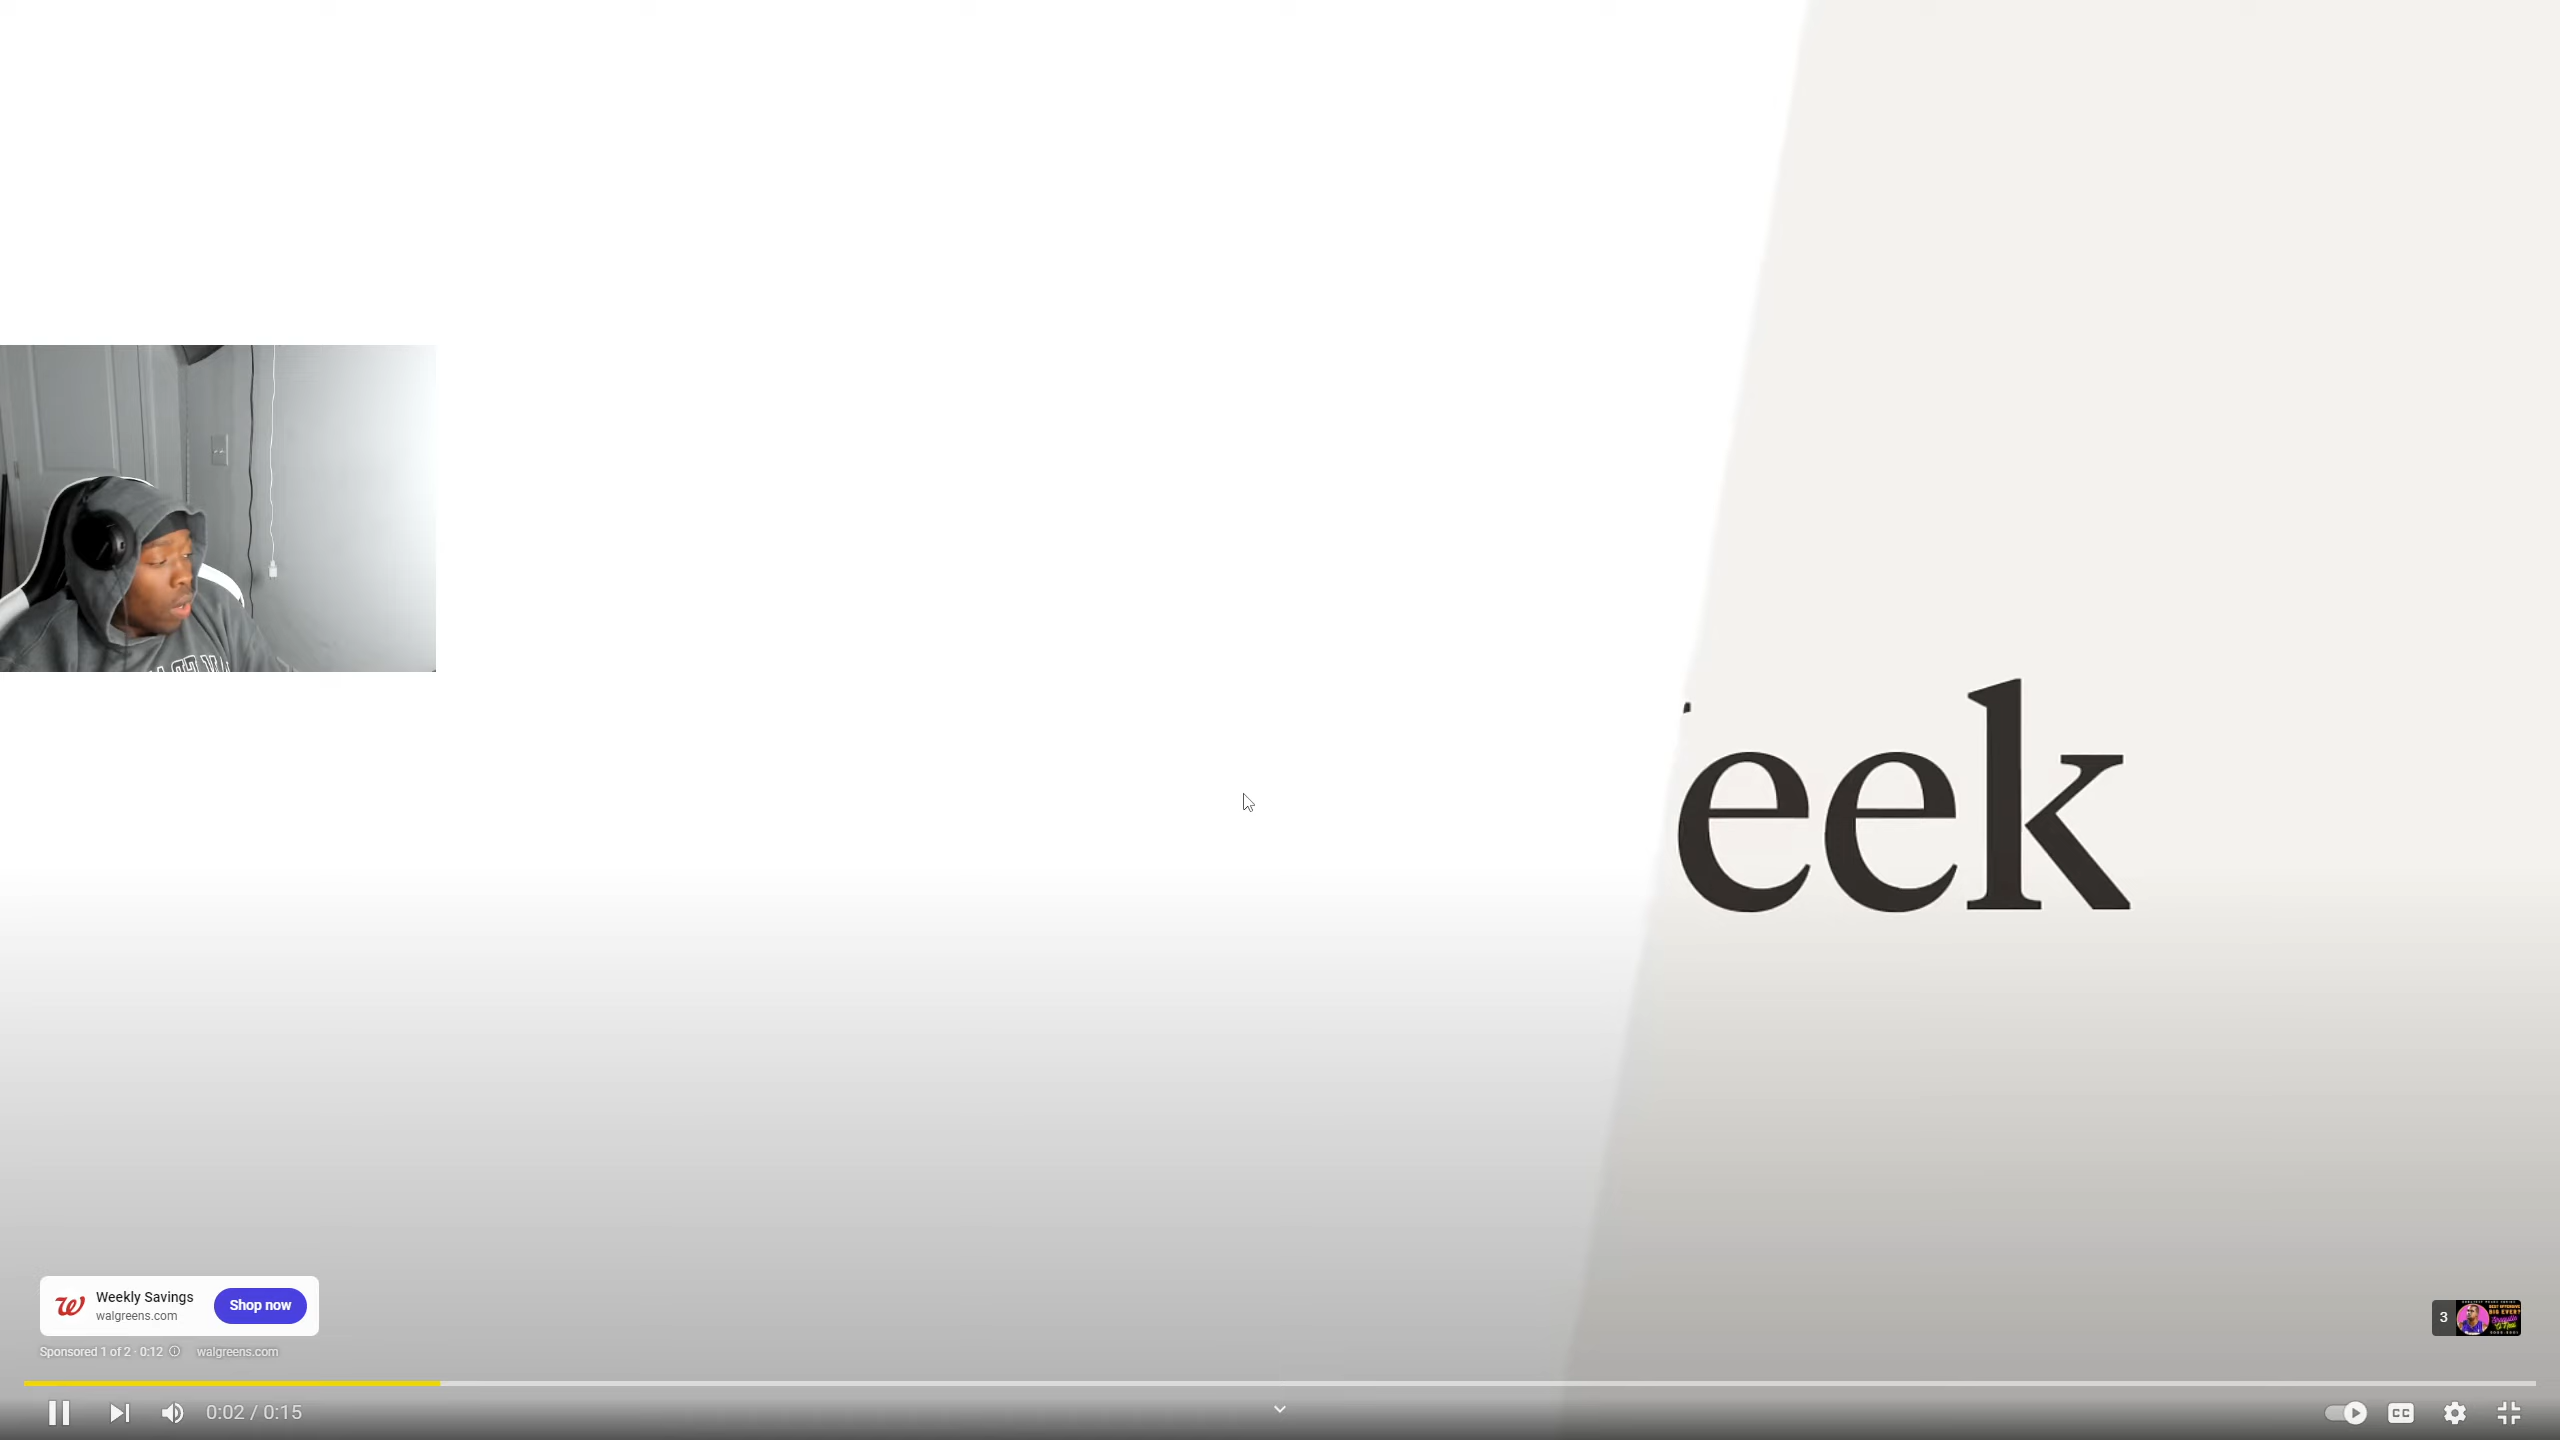 eek
Weekly Savings
walgreens.com
Shop now
Sponsored 1 of 2 · 0:12
walgreens.com
3
0:02 / 0:15
CC